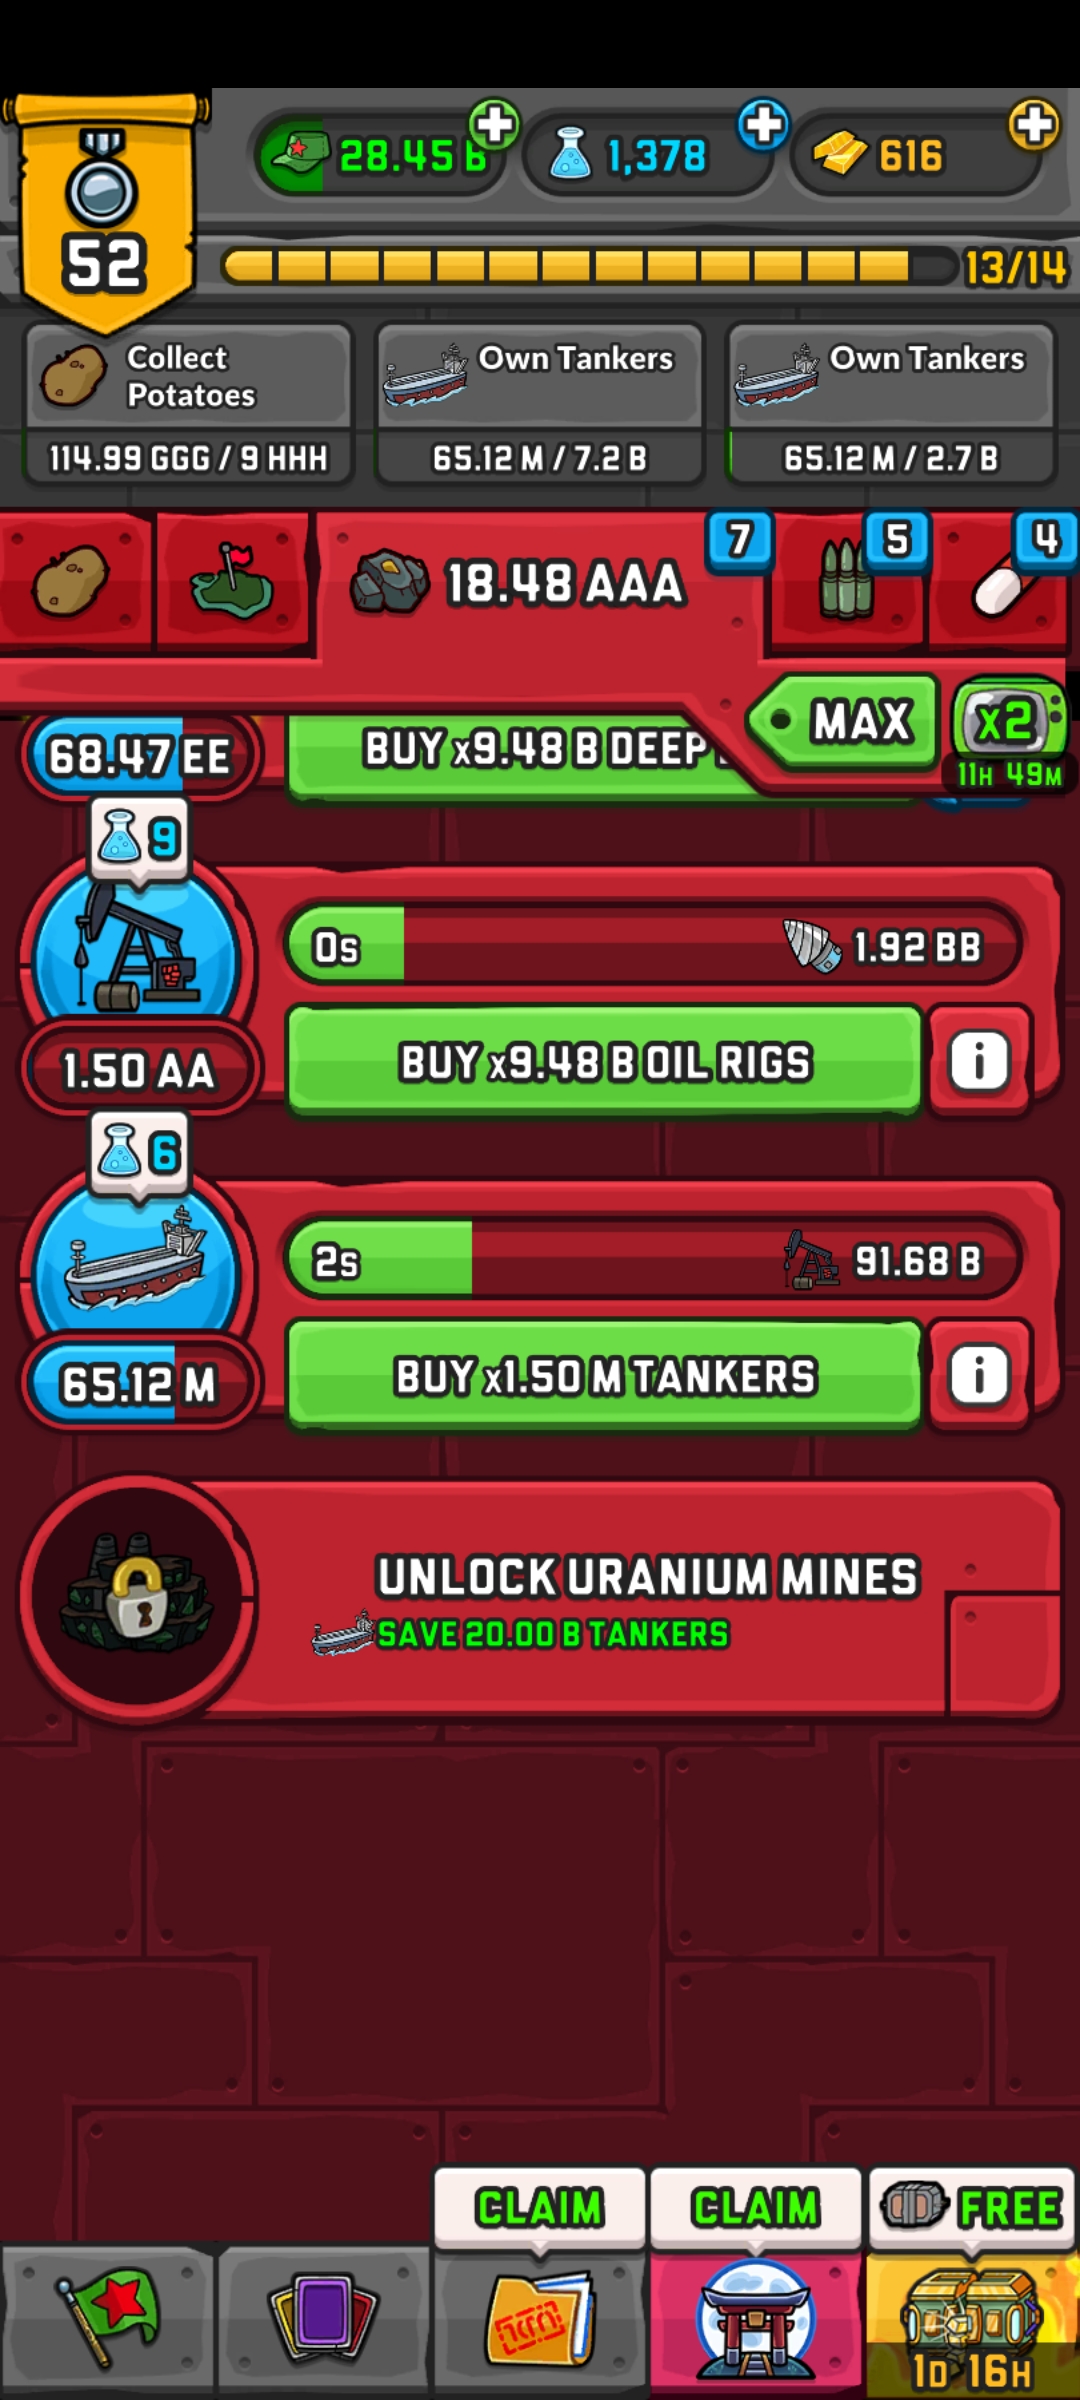 28.45 B
1,378
616
52
13/14
Collect
Potatoes
114.99 GGG / 9 HHH
Own Tankers
65.12 M / 7.2 B
Own Tankers
65.12 M / 2.7 B
7
5
4
18.48 AAA
MAX
x2
11H 49M
68.47 EE
BUY x9.48 B DEEP
9
0s
1.92 BB
1.50 AA
BUY x9.48 B OIL RIGS
i
6
2s
91.68 B
65.12 M
BUY x1.50 M TANKERS
i
UNLOCK URANIUM MINES
SAVE 20.00 B TANKERS
CLAIM
CLAIM
FREE
1D 16H